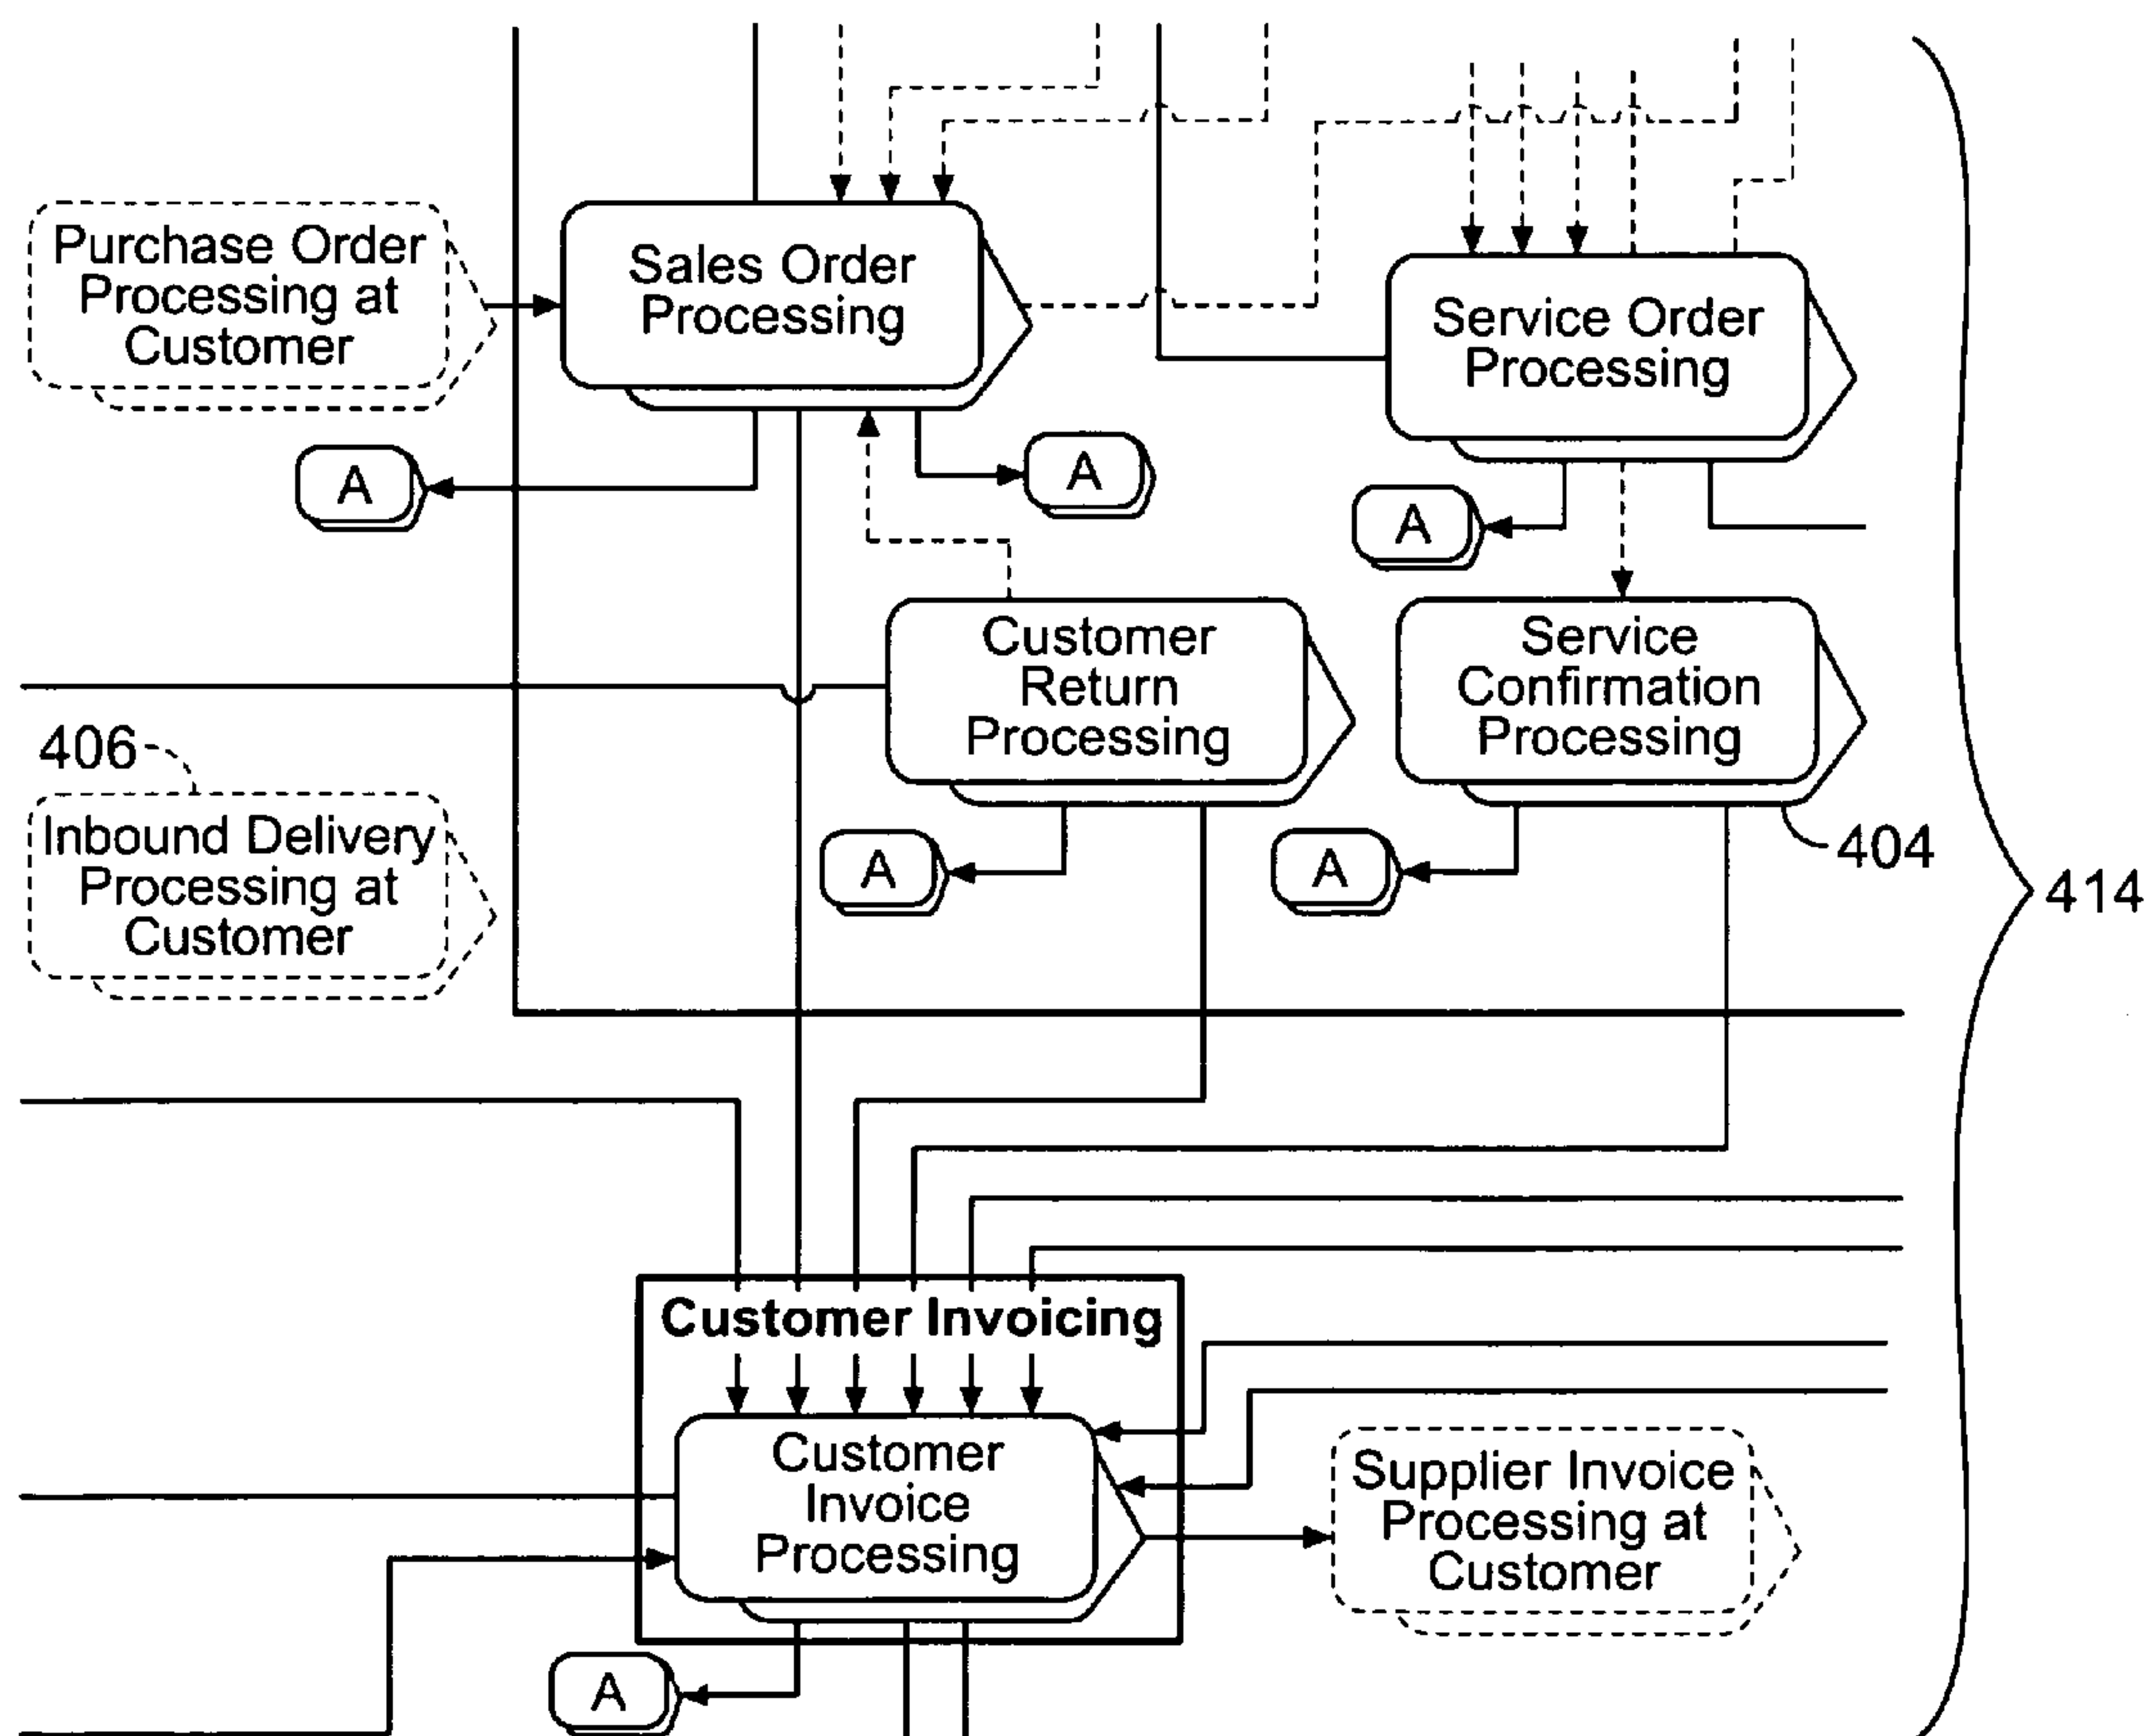 Purchase Order
Processing at
Customer
Sales Order
Processing
Service Order
Processing
A
A
A
Customer
Return
Processing
Service
Confirmation
Processing
406
Inbound Delivery
Processing at
Customer
A
A
404
414
Customer Invoicing
Customer
Invoice
Processing
Supplier Invoice
Processing at
Customer
A